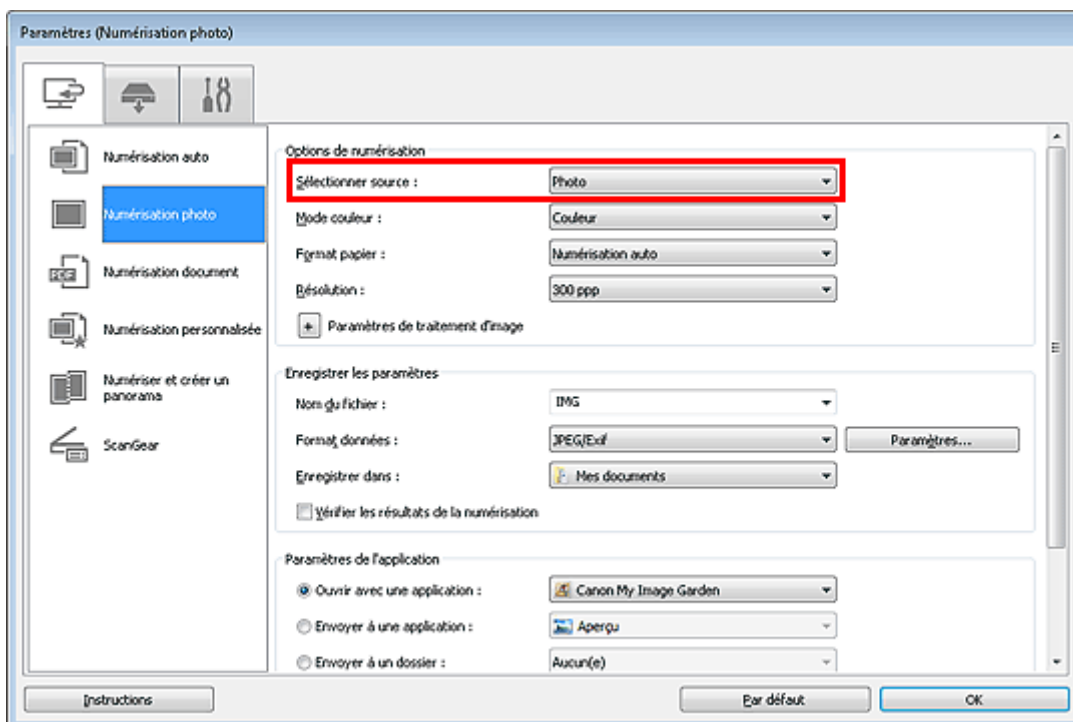 Paramètres (Numérisation photo)
Numérisation auto
Numérisation photo
PDF
Numérisation document
Numérisation personnalisée
Numériser et créer un
panorama
ScanGear
Options de numérisation
Sélectionner source : Photo
Mode couleur : Couleur
Format papier : Numérisation auto
Résolution : 300 ppp
+ Paramètres de traitement d'image
Enregistrer les paramètres
Nom du fichier : IMG
Format données : JPEG/Exif Paramètres...
Enregistrer dans : Mes documents
Vérifier les résultats de la numérisation
Paramètres de l'application
Ouvrir avec une application : Canon My Image Garden
Envoyer à une application : Aperçu
Envoyer à un dossier : Aucun(e)
Instructions Par défaut OK